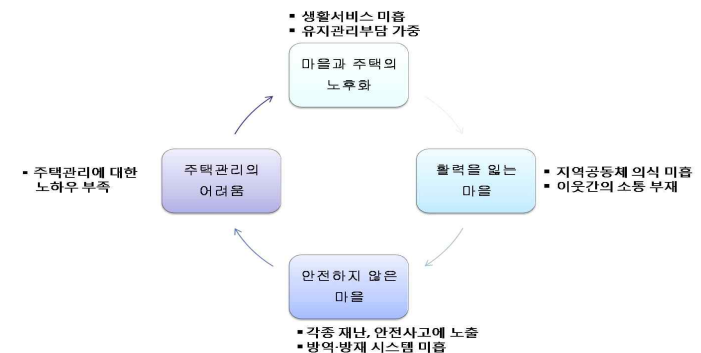 ▪ 생활서비스 미흡
▪ 유지관리부담 가중
마을과 주택의
노후화
활력을 잃는
마을
▪ 지역공동체 의식 미흡
▪ 이웃간의 소통 부재
안전하지 않은
마을
▪ 각종 재난, 안전사고에 노출
▪ 방역·방재 시스템 미흡
주택관리의
어려움
▪ 주택관리에 대한
노하우 부족